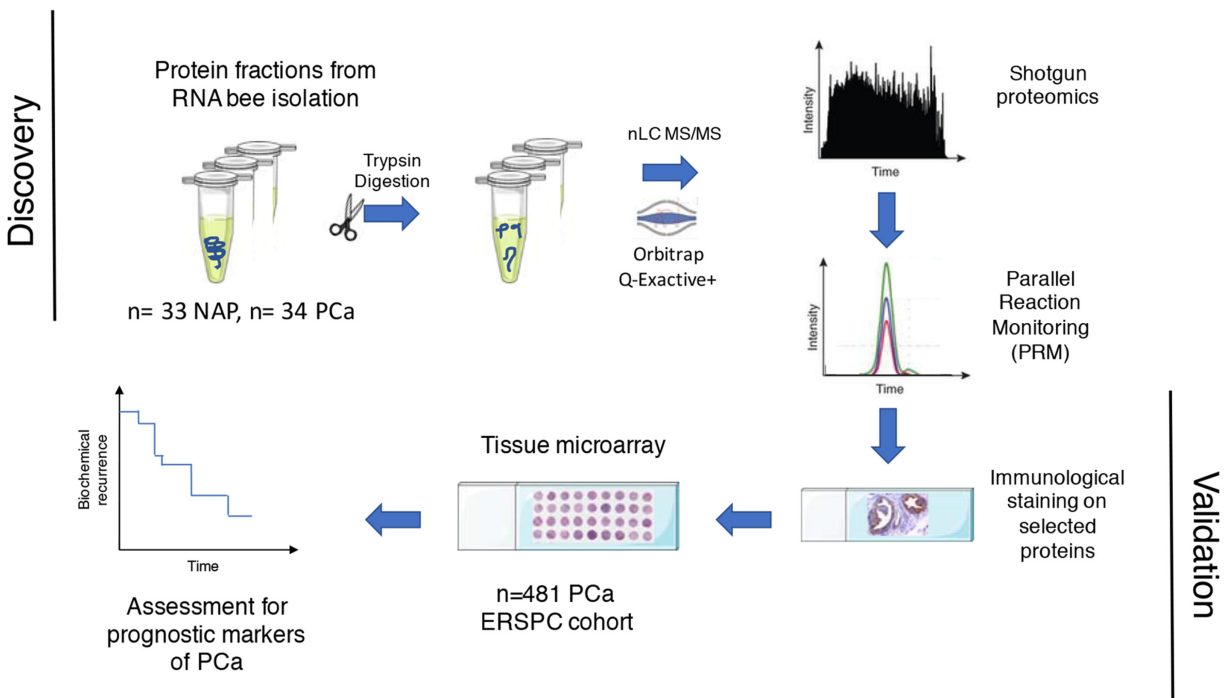 Discovery
Protein fractions from
RNA bee isolation
n= 33 NAP, n= 34 PCa
Trypsin
Digestion
nLC MS/MS
Orbitrap
Q-Exactive+
Intensity
Time
Shotgun
proteomics
Intensity
Time
Parallel
Reaction
Monitoring
(PRM)
Validation
Immunological
staining on
selected
proteins
Tissue microarray
n=481 PCa
ERSPC cohort
Biochemical
recurrence
Time
Assessment for
prognostic markers
of PCa